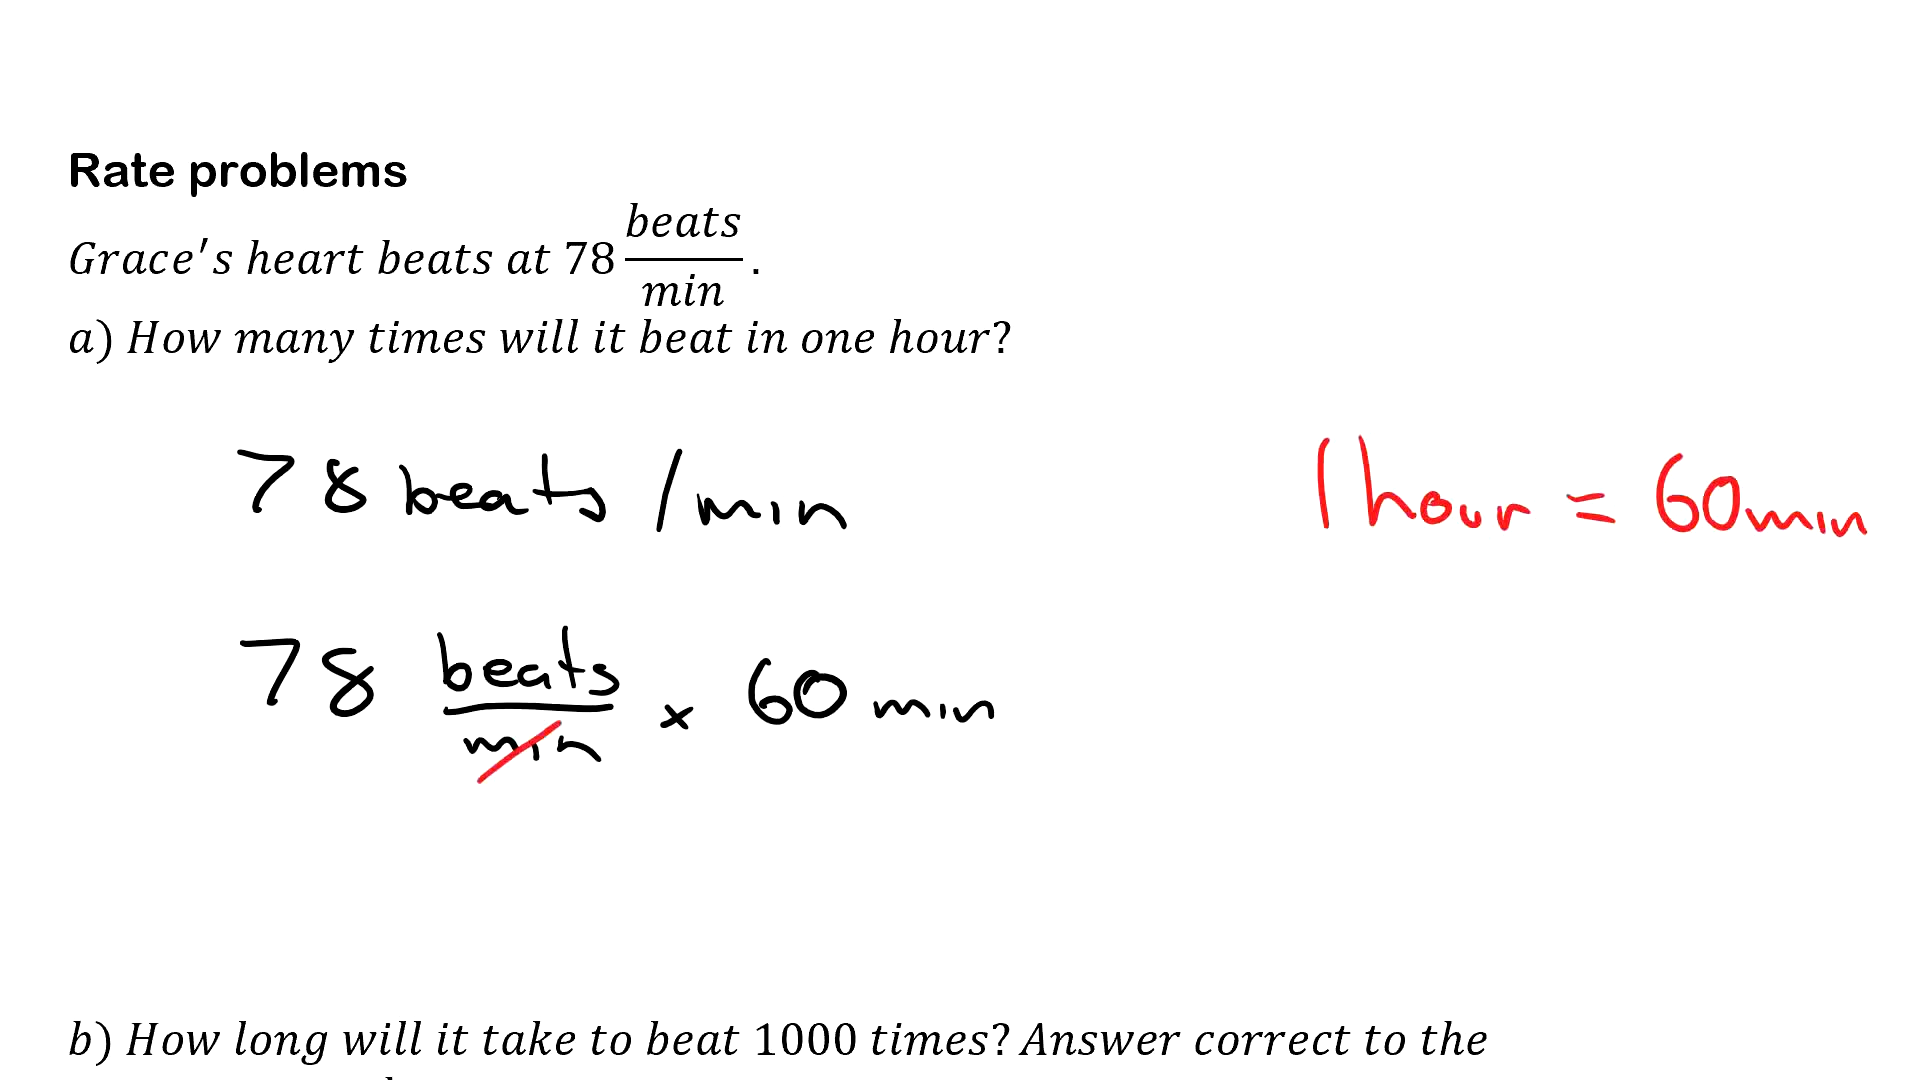 Rate problems
Grace's heart beats at 78 beats/min.
a) How many times will it beat in one hour?
78 beats /min
1 hour = 60min
78 beats/min × 60 min
b) How long will it take to beat 1000 times? Answer correct to the